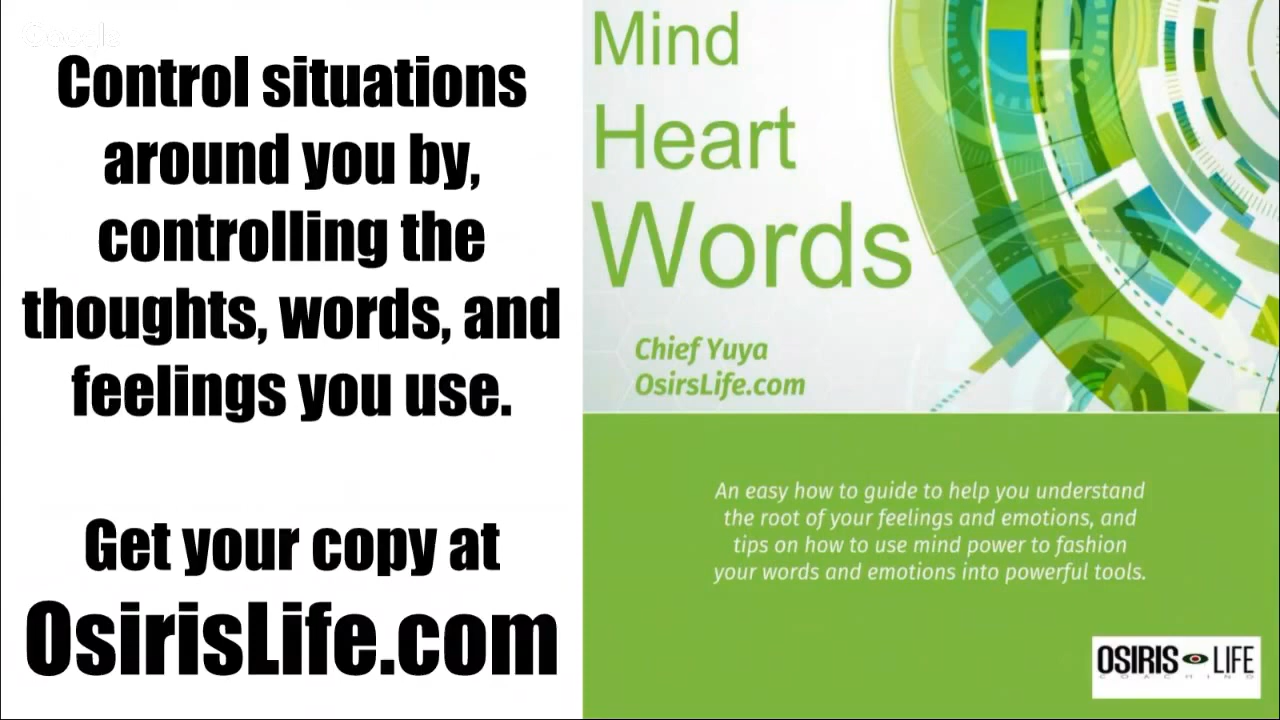 Google
Control situations
around you by,
controlling the
thoughts, words, and
feelings you use.
Get your copy at
OsirisLife.com
Mind
Heart
Words
Chief Yuya
OsirsLife.com
An easy how to guide to help you understand
the root of your feelings and emotions, and
tips on how to use mind power to fashion
your words and emotions into powerful tools.
OSIRIS LIFE
COACHING